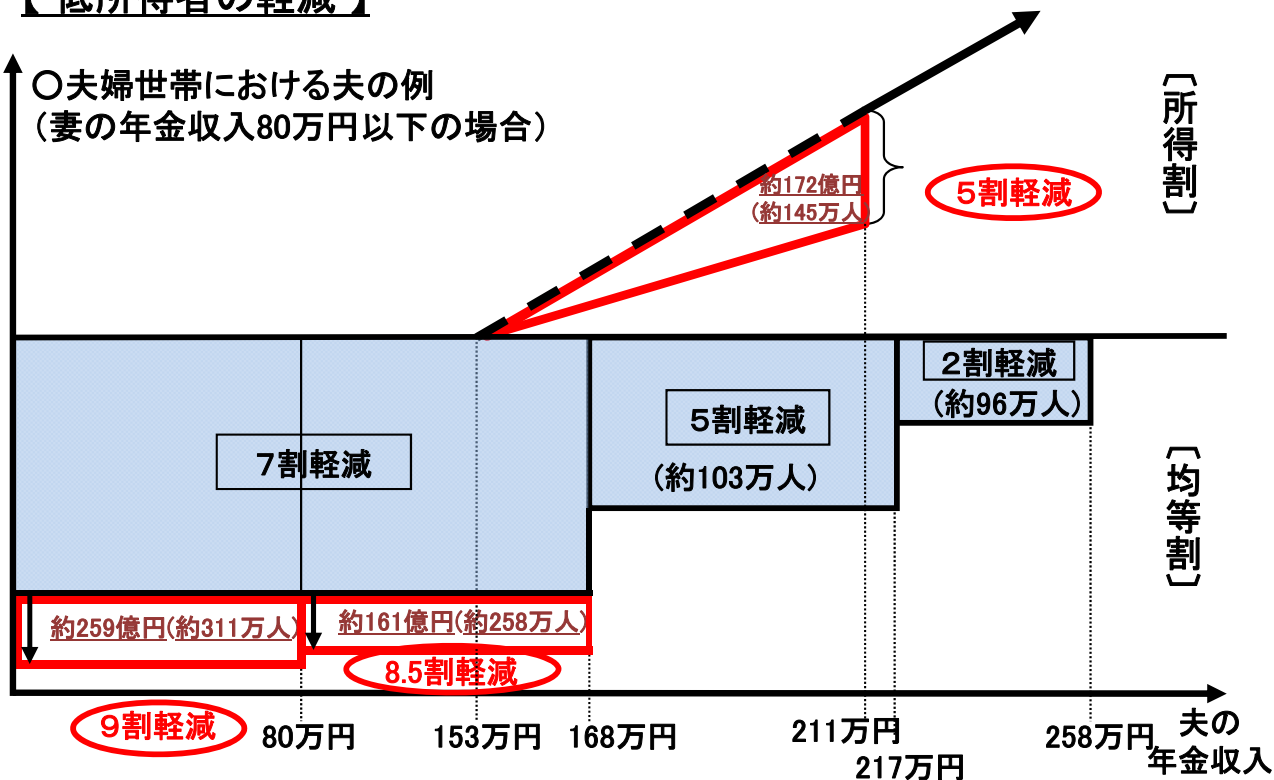 【 低所得者の軽減 】
○夫婦世帯における夫の例
（妻の年金収入80万円以下の場合）
〔所得割〕
約172億円
(約145万人)
５割軽減
２割軽減
(約96万人)
５割軽減
(約103万人)
７割軽減
〔均等割〕
約259億円(約311万人)
約161億円(約258万人)
8.5割軽減
９割軽減
80万円
153万円
168万円
211万円
217万円
258万円
夫の
年金収入